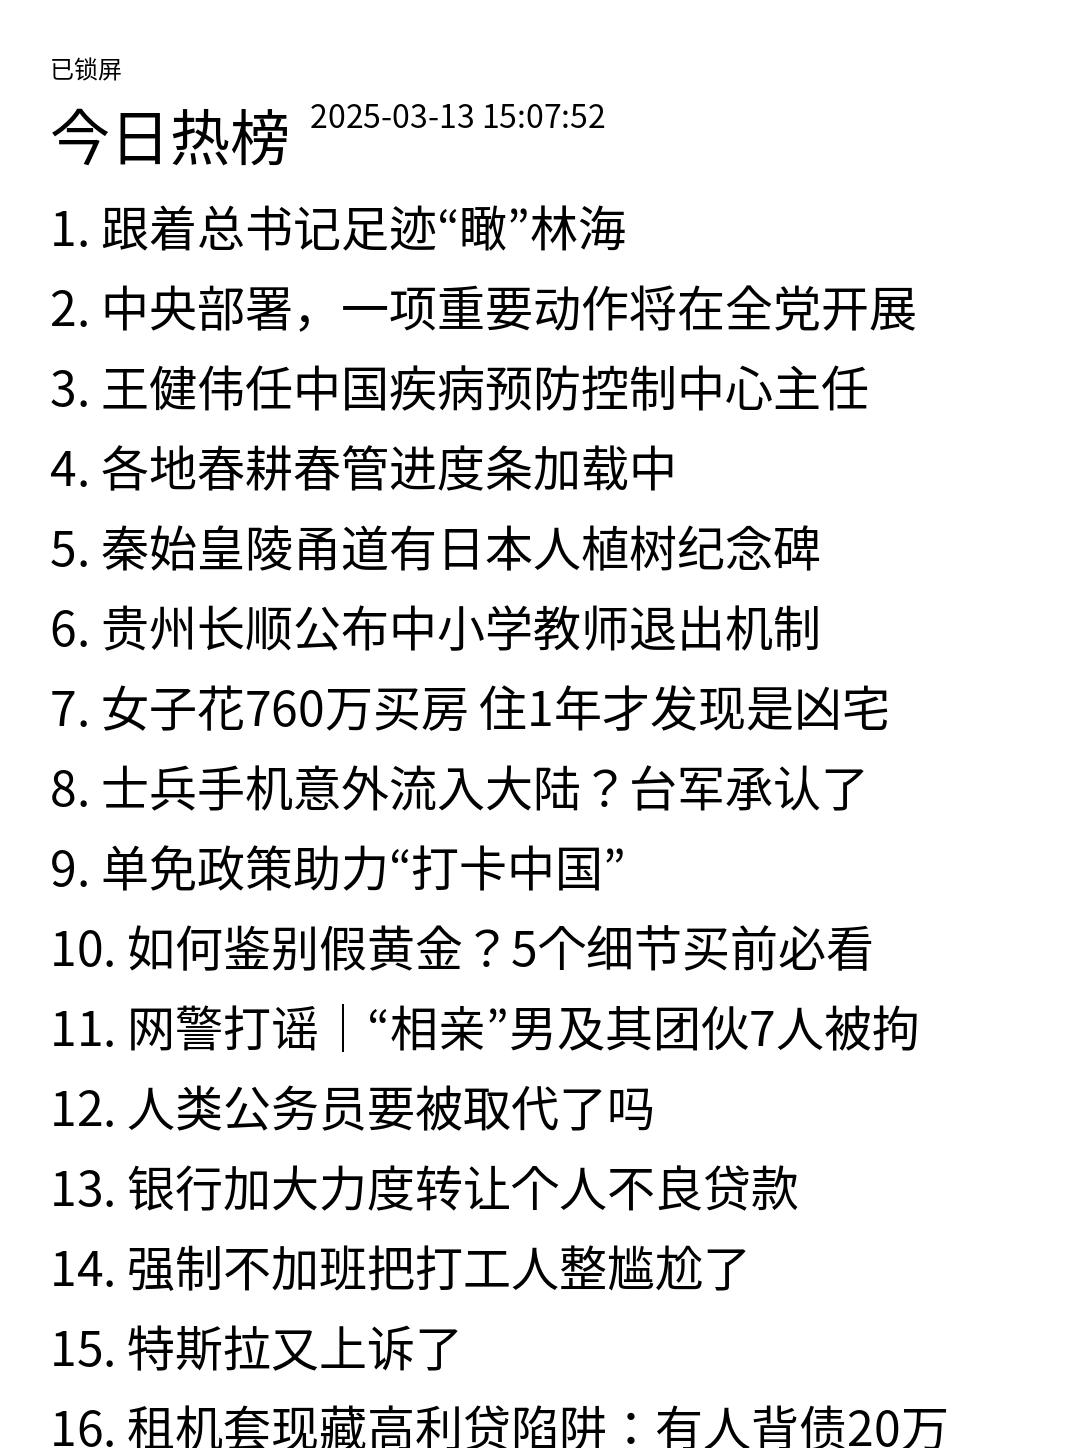 已锁屏
今日热榜 2025-03-13 15:07:52
1. 跟着总书记足迹“瞰”林海
2. 中央部署，一项重要动作将在全党开展
3. 王健伟任中国疾病预防控制中心主任
4. 各地春耕春管进度条加载中
5. 秦始皇陵甬道有日本人植树纪念碑
6. 贵州长顺公布中小学教师退出机制
7. 女子花760万买房 住1年才发现是凶宅
8. 士兵手机意外流入大陆？台军承认了
9. 单免政策助力“打卡中国”
10. 如何鉴别假黄金？5个细节买前必看
11. 网警打谣｜“相亲”男及其团伙7人被拘
12. 人类公务员要被取代了吗
13. 银行加大力度转让个人不良贷款
14. 强制不加班把打工人整尴尬了
15. 特斯拉又上诉了
16. 租机套现藏高利贷陷阱：有人背债20万